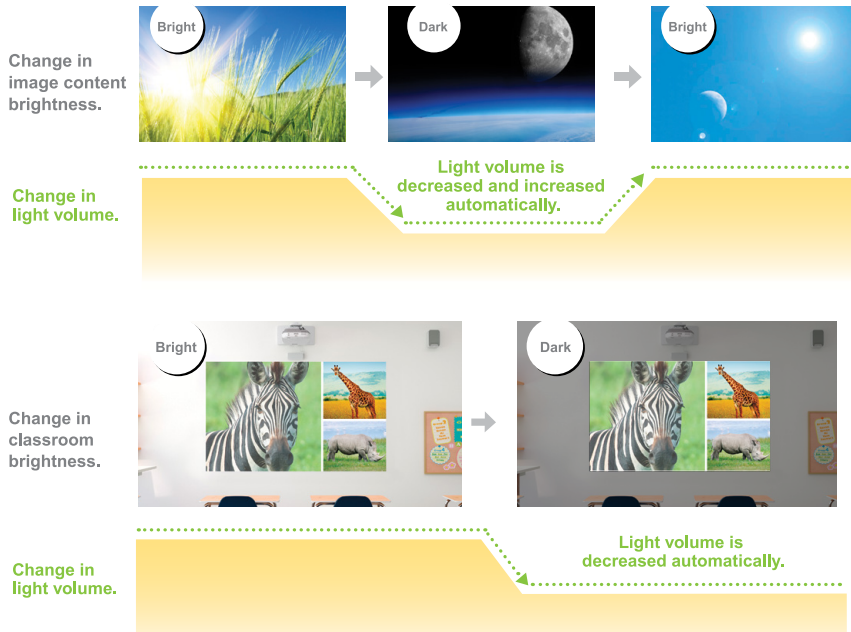 Bright
Dark
Bright
Change in
image content
brightness.
Light volume is
decreased and increased
automatically.
Change in
light volume.
Bright
Dark
Change in
classroom
brightness.
Light volume is
decreased automatically.
Change in
light volume.